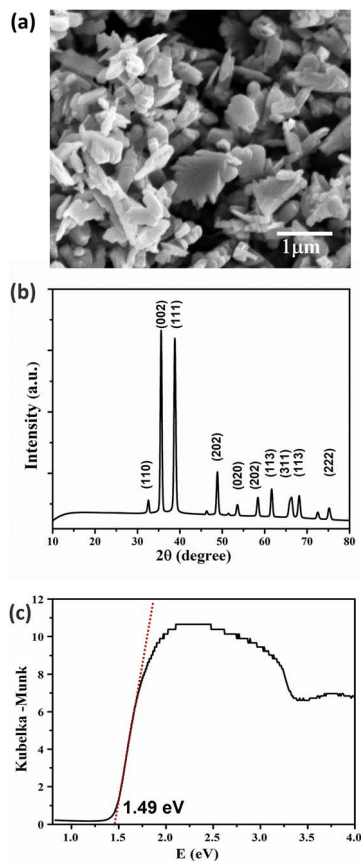 (a)
1μm
(b)
Intensity (a.u.)
(110)
(002)
(111)
(202)
(020)
(202)
(113)
(311)
(113)
(222)
10 20 30 40 50 60 70 80
2θ (degree)
(c)
Kubelka -Munk
12
10
8
6
4
2
0
1.49 eV
1.0 1.5 2.0 2.5 3.0 3.5 4.0
E (eV)